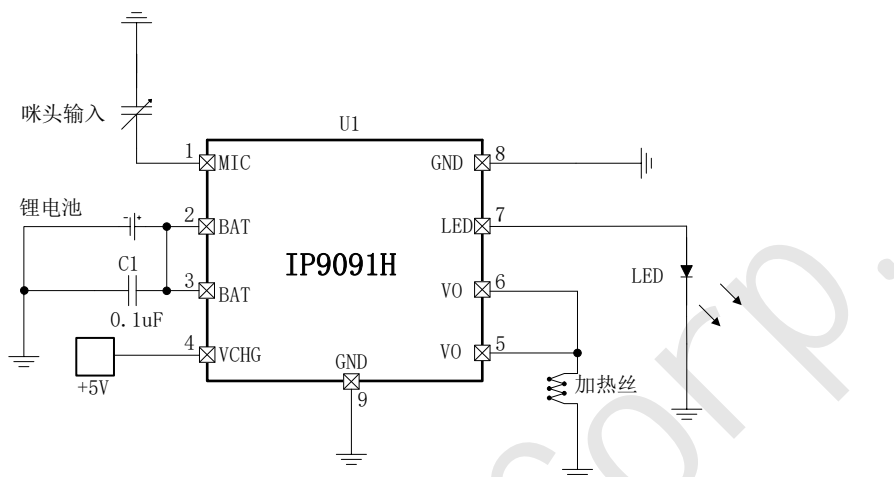 U1
咪头输入
1
MIC
GND
8
锂电池
2
BAT
LED
7
C1
IP9091H
LED
3
BAT
VO
6
0.1uF
4
VCHG
GND
VO
5
+5V
9
加热丝
Corp.